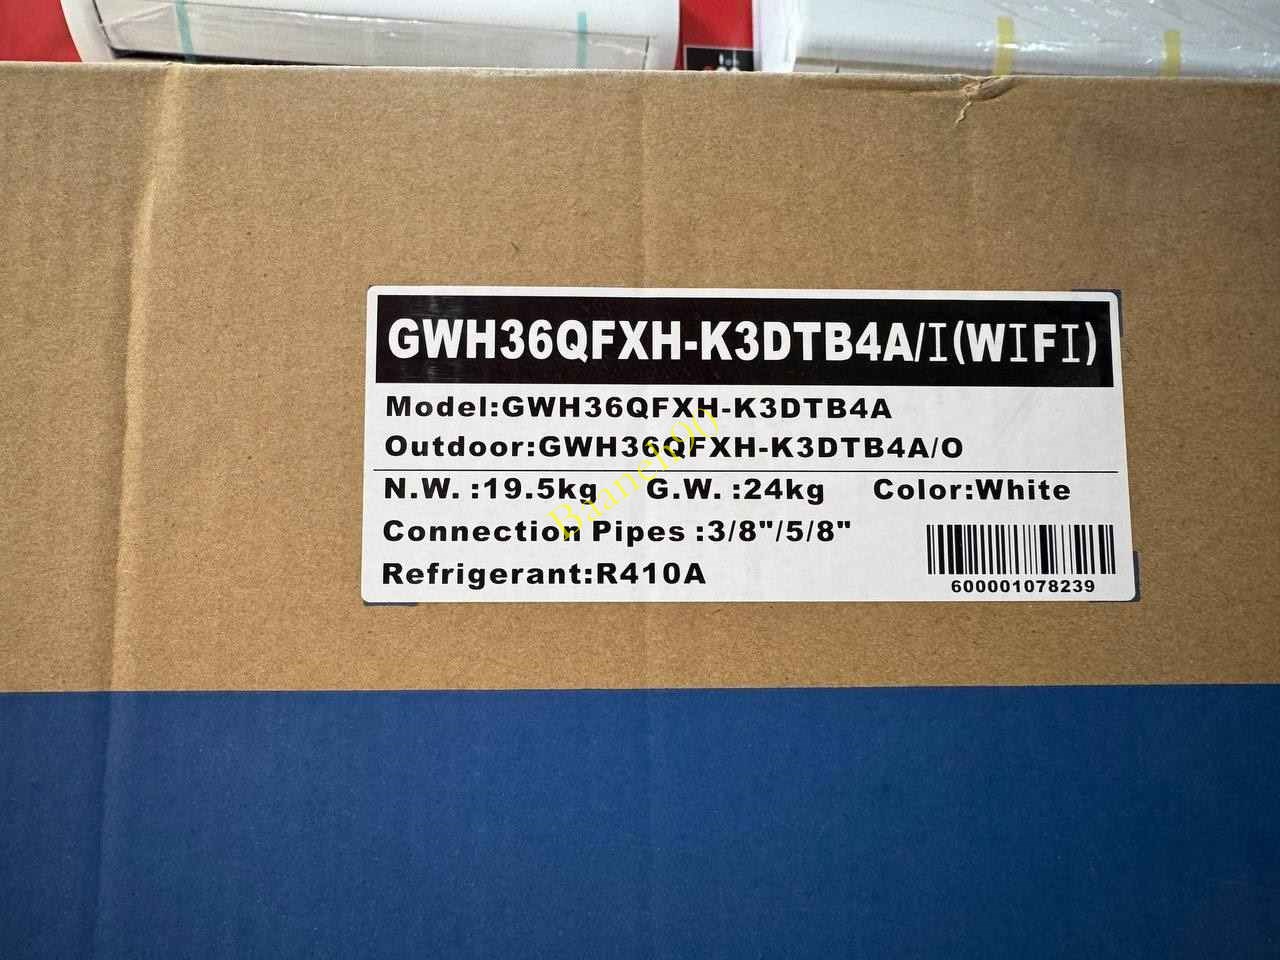 GWH36QFXH-K3DTB4A/I(WIFI)
Model:GWH36QFXH-K3DTB4A
Outdoor:GWH36QFXH-K3DTB4A/O
N.W. :19.5kg G.W. :24kg Color:White
Connection Pipes :3/8"/5/8"
Refrigerant:R410A
600001078239
Baaneh90